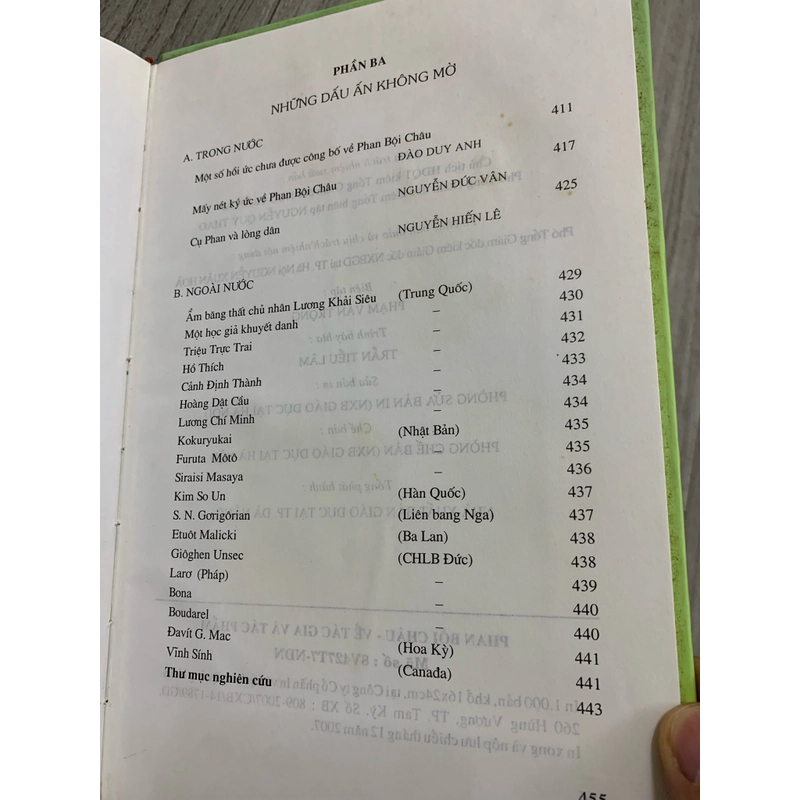 PHẦN BA
NHỮNG DẤU ẤN KHÔNG MỜ
A. TRONG NƯỚC
Một số hồi ức chưa được công bố về Phan Bội Châu 411
ĐÀO DUY ANH
Mấy nét ký ức về Phan Bội Châu NGUYỄN ĐỨC VÂN 417
Cụ Phan và lòng dân NGUYỄN HIẾN LÊ 425
B. NGOÀI NƯỚC
Ẩm băng thất chủ nhân Lương Khải Siêu (Trung Quốc) 429
Một học giả khuyết danh – 430
Triệu Trực Trai – 431
Hồ Thích – 432
Cảnh Định Thành – 433
Hoàng Dật Cầu – 434
Lương Chí Minh – 434
Kokuryukai (Nhật Bản) 435
Furuta Môtô – 435
Siraisi Masaya – 436
Kim So Un (Hàn Quốc) 437
S. N. Gơrigôrian (Liên bang Nga) 437
Etuôt Malicki (Ba Lan) 438
Giôghen Unsec (CHLB Đức) 438
Larơ (Pháp) – 439
Bona – 440
Boudarel – 440
Đavít G. Mac (Hoa Kỳ) 441
Vĩnh Sính (Canađa) 441
Thư mục nghiên cứu 443
455